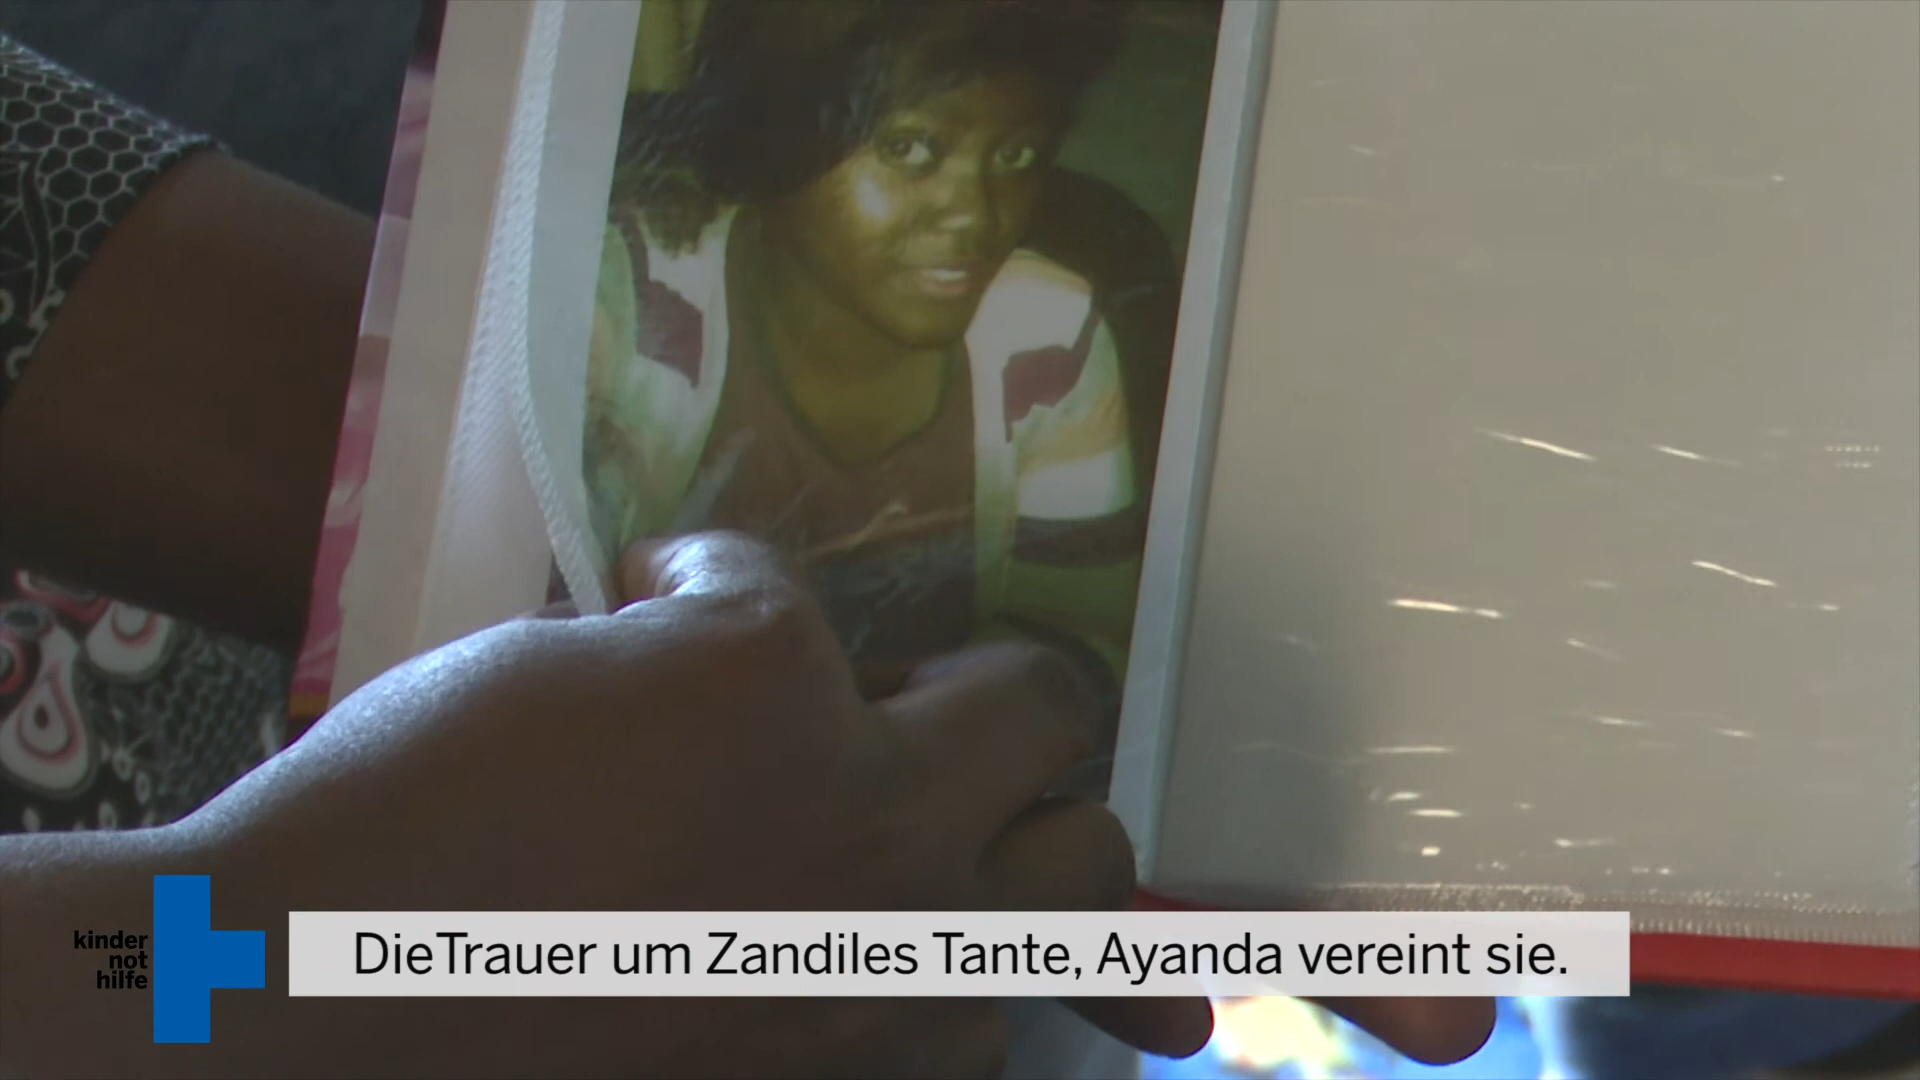 kinder
not
hilfe
DieTrauer um Zandiles Tante, Ayanda vereint sie.